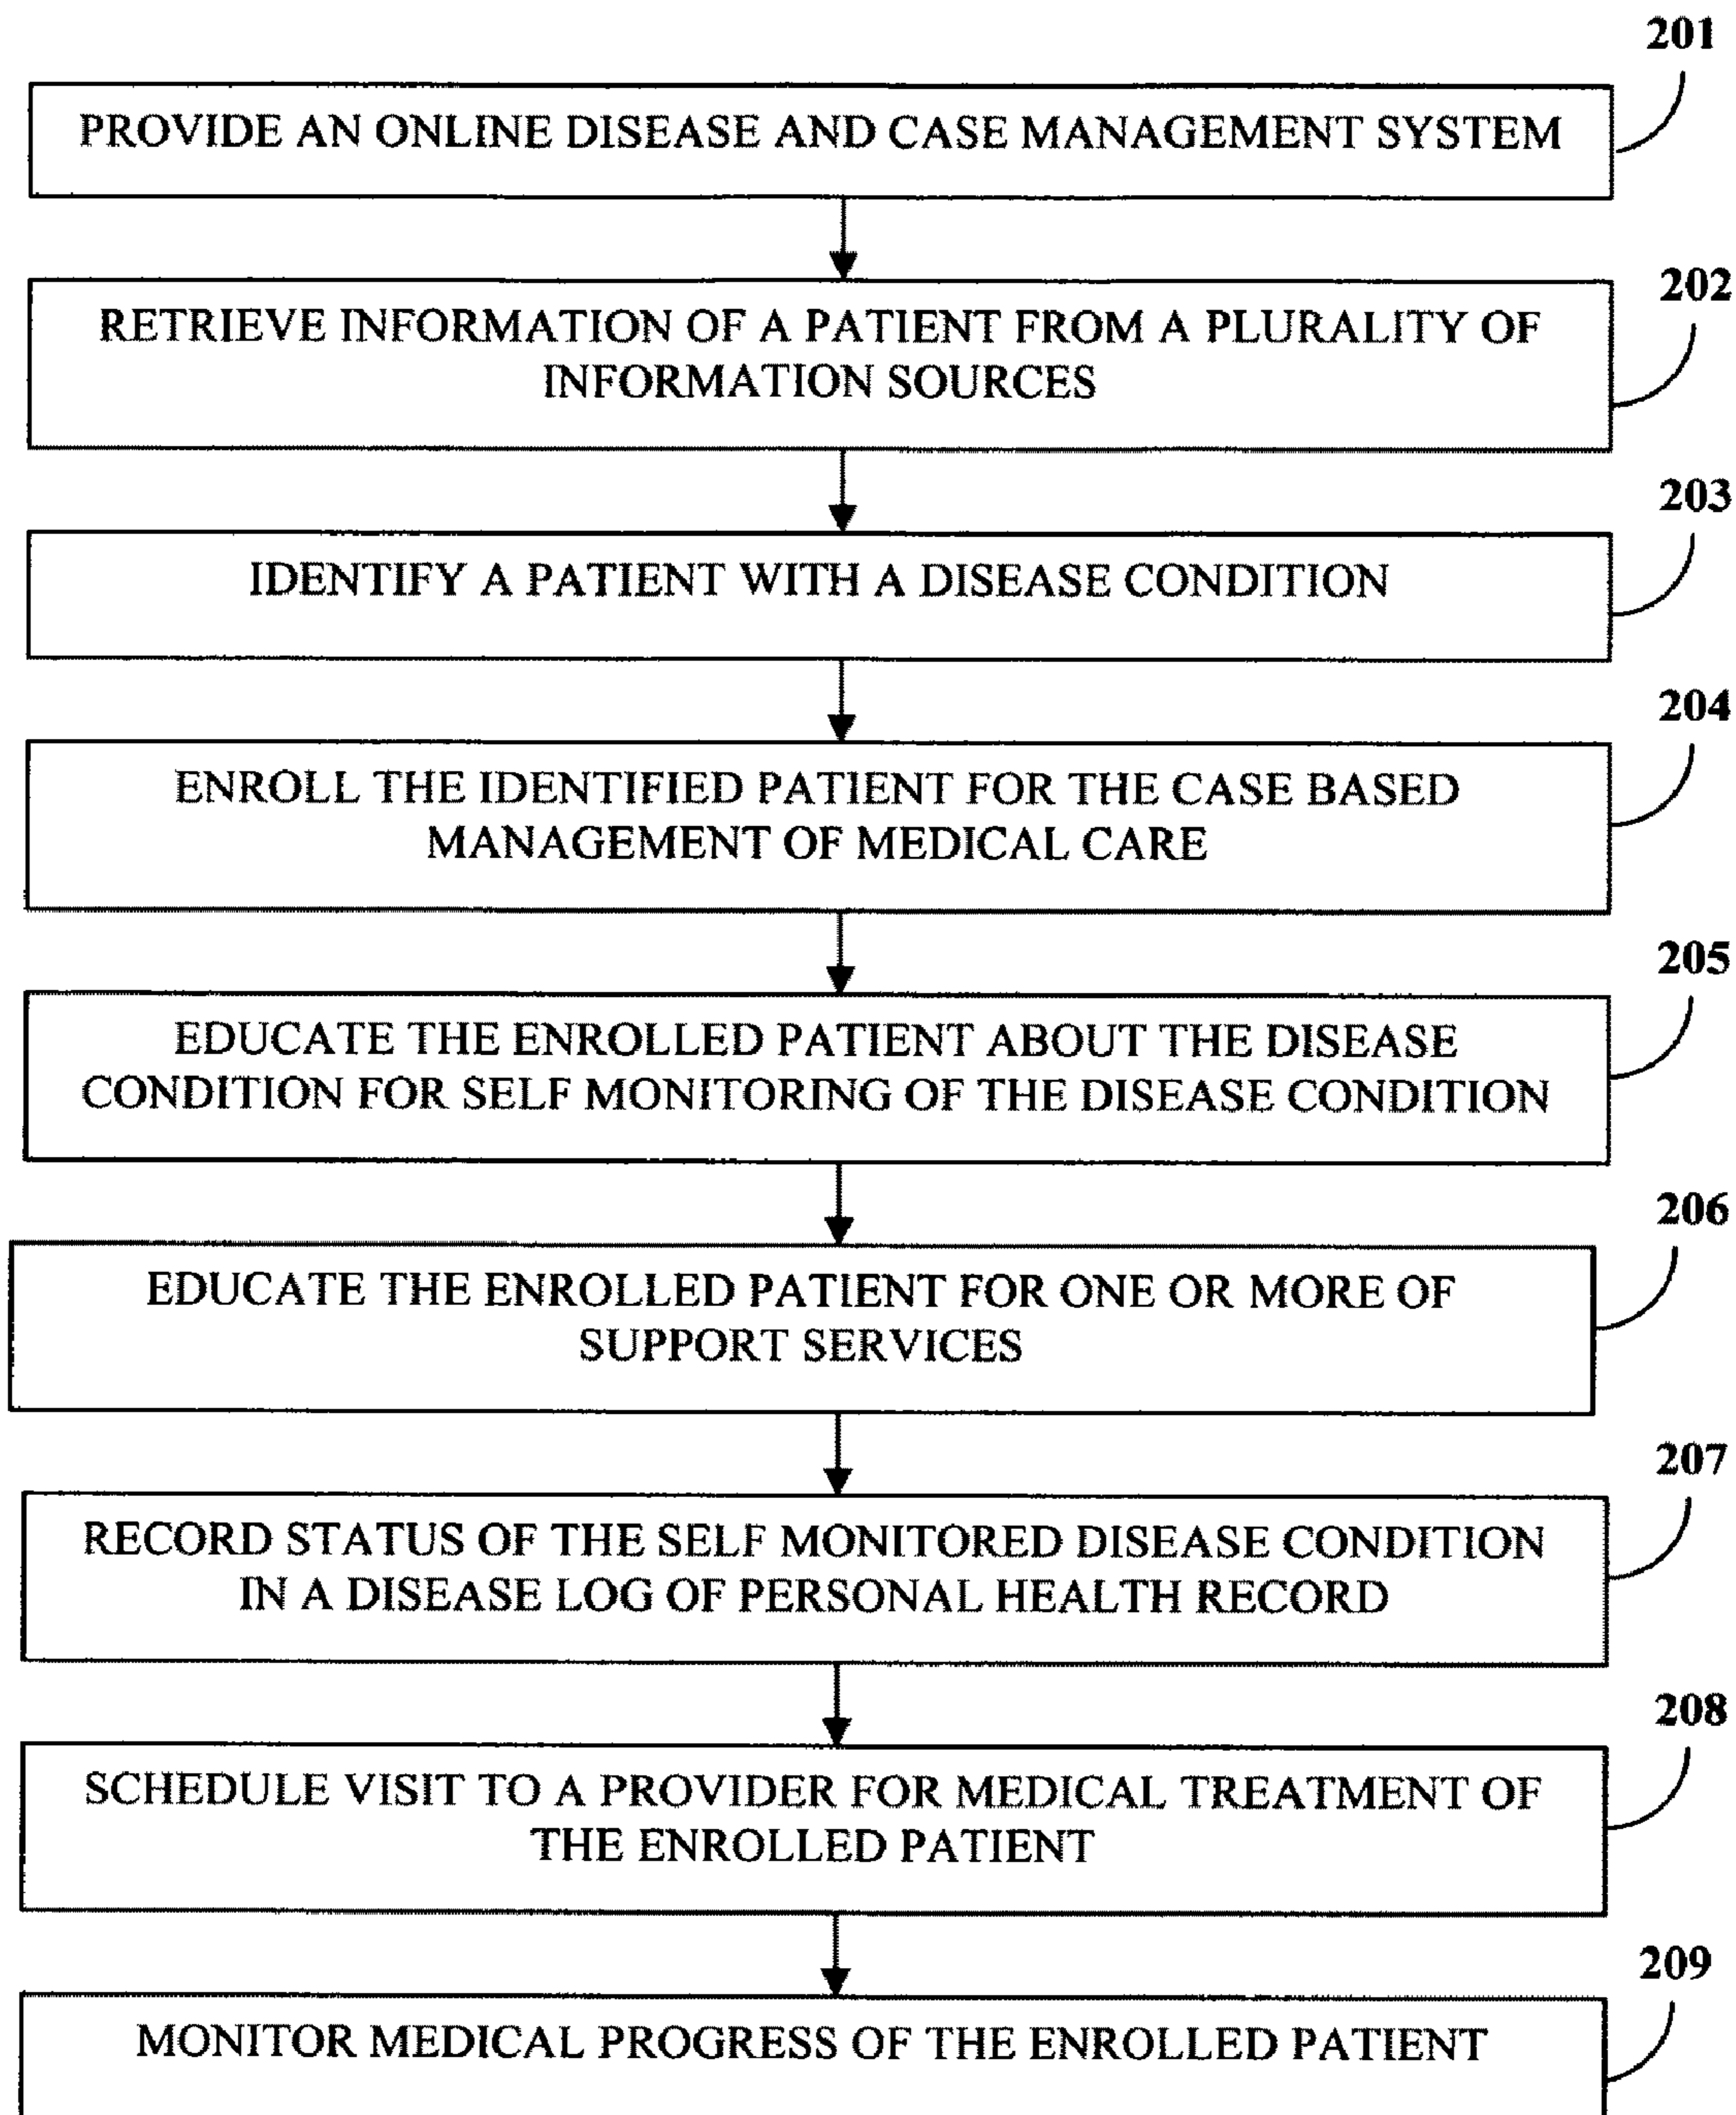 201
PROVIDE AN ONLINE DISEASE AND CASE MANAGEMENT SYSTEM
202
RETRIEVE INFORMATION OF A PATIENT FROM A PLURALITY OF
INFORMATION SOURCES
203
IDENTIFY A PATIENT WITH A DISEASE CONDITION
204
ENROLL THE IDENTIFIED PATIENT FOR THE CASE BASED
MANAGEMENT OF MEDICAL CARE
205
EDUCATE THE ENROLLED PATIENT ABOUT THE DISEASE
CONDITION FOR SELF MONITORING OF THE DISEASE CONDITION
206
EDUCATE THE ENROLLED PATIENT FOR ONE OR MORE OF
SUPPORT SERVICES
207
RECORD STATUS OF THE SELF MONITORED DISEASE CONDITION
IN A DISEASE LOG OF PERSONAL HEALTH RECORD
208
SCHEDULE VISIT TO A PROVIDER FOR MEDICAL TREATMENT OF
THE ENROLLED PATIENT
209
MONITOR MEDICAL PROGRESS OF THE ENROLLED PATIENT